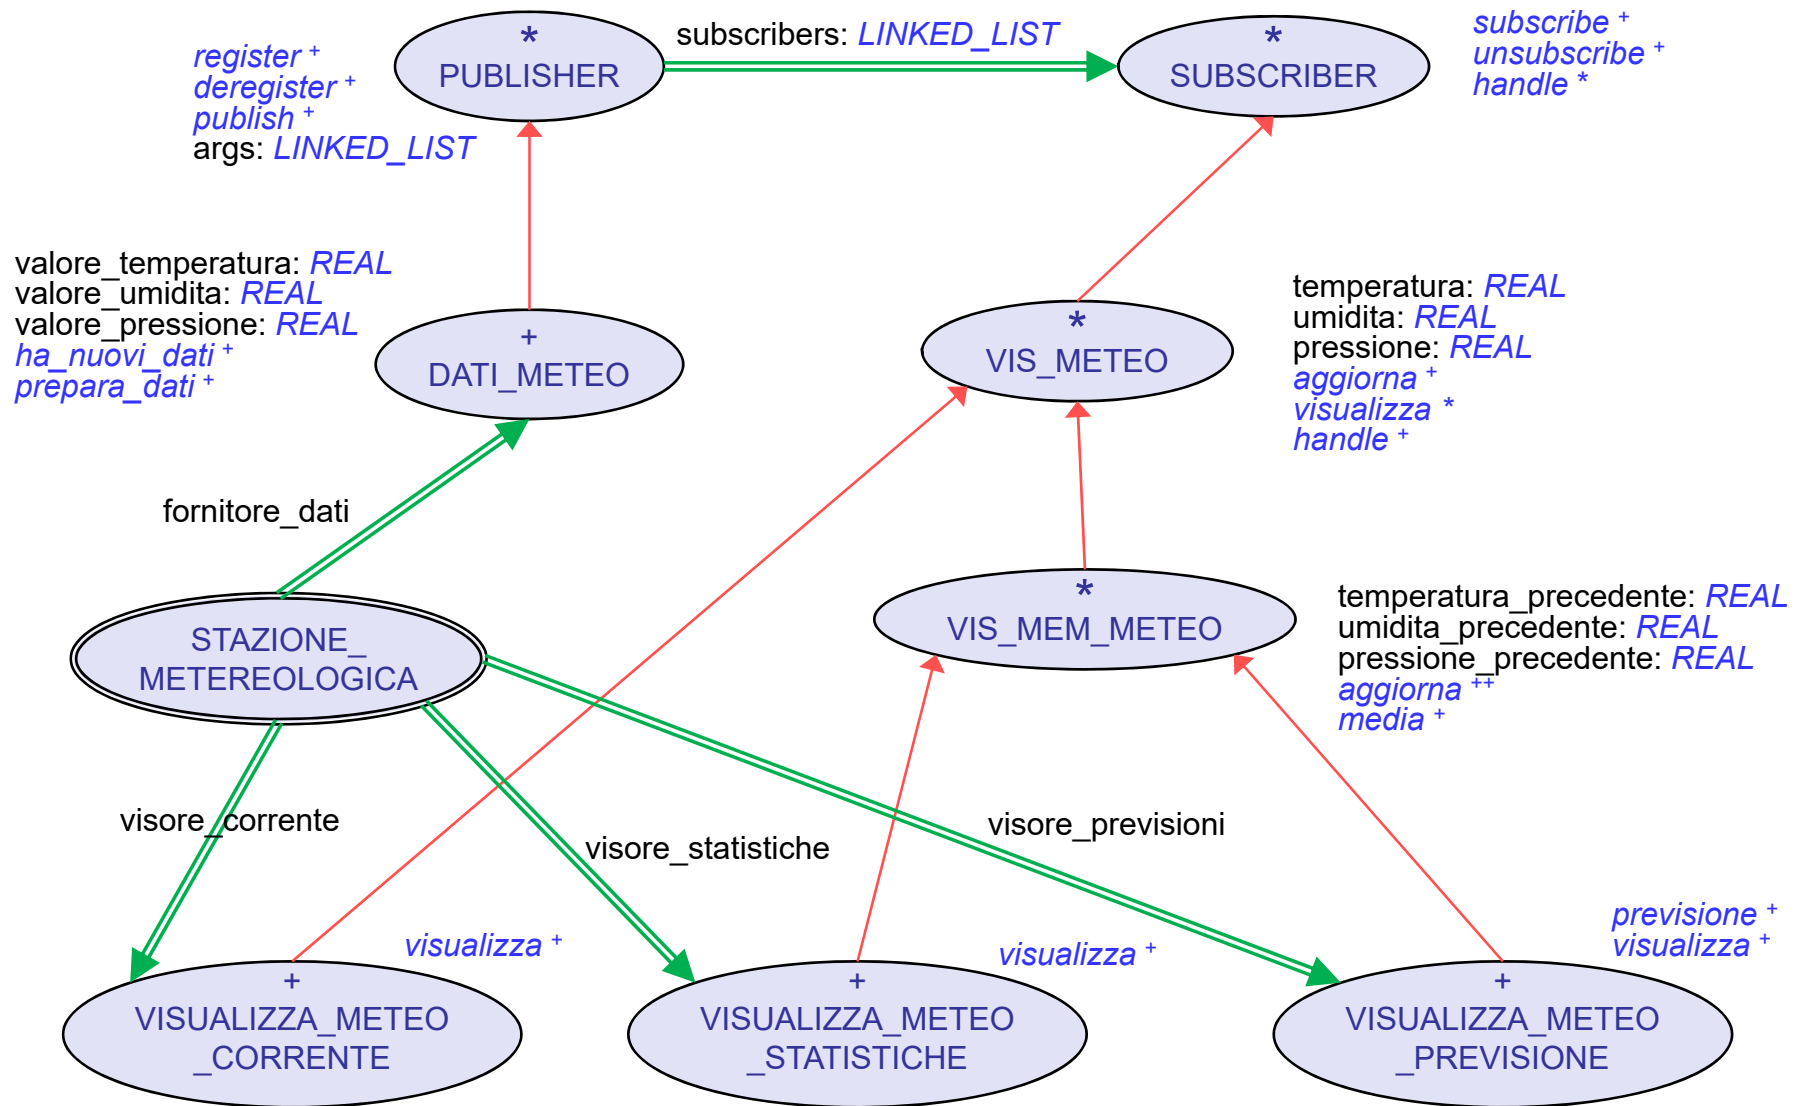 *
PUBLISHER
subscribers: LINKED_LIST
*
SUBSCRIBER
subscribe +
unsubscribe +
handle *
register +
deregister +
publish +
args: LINKED_LIST
valore_temperatura: REAL
valore_umidita: REAL
valore_pressione: REAL
ha_nuovi_dati +
prepara_dati +
+
DATI_METEO
*
VIS_METEO
temperatura: REAL
umidita: REAL
pressione: REAL
aggiorna +
visualizza *
handle +
fornitore_dati
STAZIONE_
METEREOLOGICA
*
VIS_MEM_METEO
temperatura_precedente: REAL
umidita_precedente: REAL
pressione_precedente: REAL
aggiorna ++
media +
visore_corrente
visore_statistiche
visore_previsioni
visualizza +
visualizza +
previsione +
visualizza +
+
VISUALIZZA_METEO
_CORRENTE
+
VISUALIZZA_METEO
_STATISTICHE
+
VISUALIZZA_METEO
_PREVISIONE